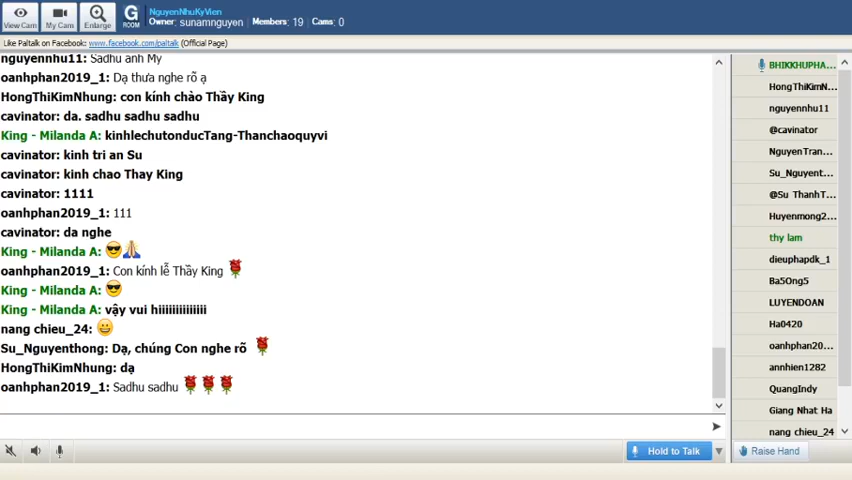 View Cam
My Cam
Enlarge
G
ROOM
NguyenNhuKyVien
Owner: sunamnguyen Members: 19 Cams: 0
Like Paltalk on Facebook: www.facebook.com/paltalk (Official Page)
nguyennhu11: Sadhu anh My
oanhphan2019_1: Dạ thưa nghe rõ ạ
HongThiKimNhung: con kính chào Thầy King
cavinator: da. sadhu sadhu sadhu
King - Milanda A: kinhlechutonducTang-Thanchaoquyvi
cavinator: kinh tri an Su
cavinator: kinh chao Thay King
cavinator: 1111
oanhphan2019_1: 111
cavinator: da nghe
King - Milanda A:
oanhphan2019_1: Con kính lễ Thầy King
King - Milanda A:
King - Milanda A: vậy vui hiiiiiiiiiiiiii
nang chieu_24:
Su_Nguyenthong: Dạ, chúng Con nghe rõ
HongThiKimNhung: dạ
oanhphan2019_1: Sadhu sadhu
Hold to Talk
BHIKKHUPHA...
HongThiKimN...
nguyennhu11
@cavinator
NguyenTran...
Su_Nguyent...
@Su ThanhT...
Huyenmong2...
thy lam
dieuphapdk_1
Ba5Ong5
LUYENDOAN
Ha0420
oanhphan20...
annhien1282
QuangIndy
Giang Nhat Ha
nang chieu_24
Raise Hand